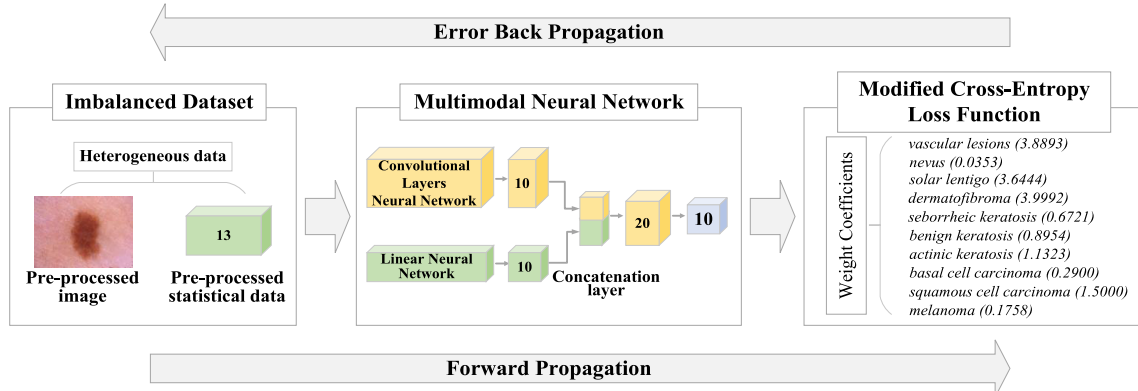 Error Back Propagation
Imbalanced Dataset
Heterogeneous data
13
Pre-processed
image
Pre-processed
statistical data
Multimodal Neural Network
Convolutional
Layers
Neural Network
10
Linear Neural
Network
10
Concatenation
layer
20
10
Modified Cross-Entropy
Loss Function
Weight Coefficients
vascular lesions (3.8893)
nevus (0.0353)
solar lentigo (3.6444)
dermatofibroma (3.9992)
seborrheic keratosis (0.6721)
benign keratosis (0.8954)
actinic keratosis (1.1323)
basal cell carcinoma (0.2900)
squamous cell carcinoma (1.5000)
melanoma (0.1758)
Forward Propagation